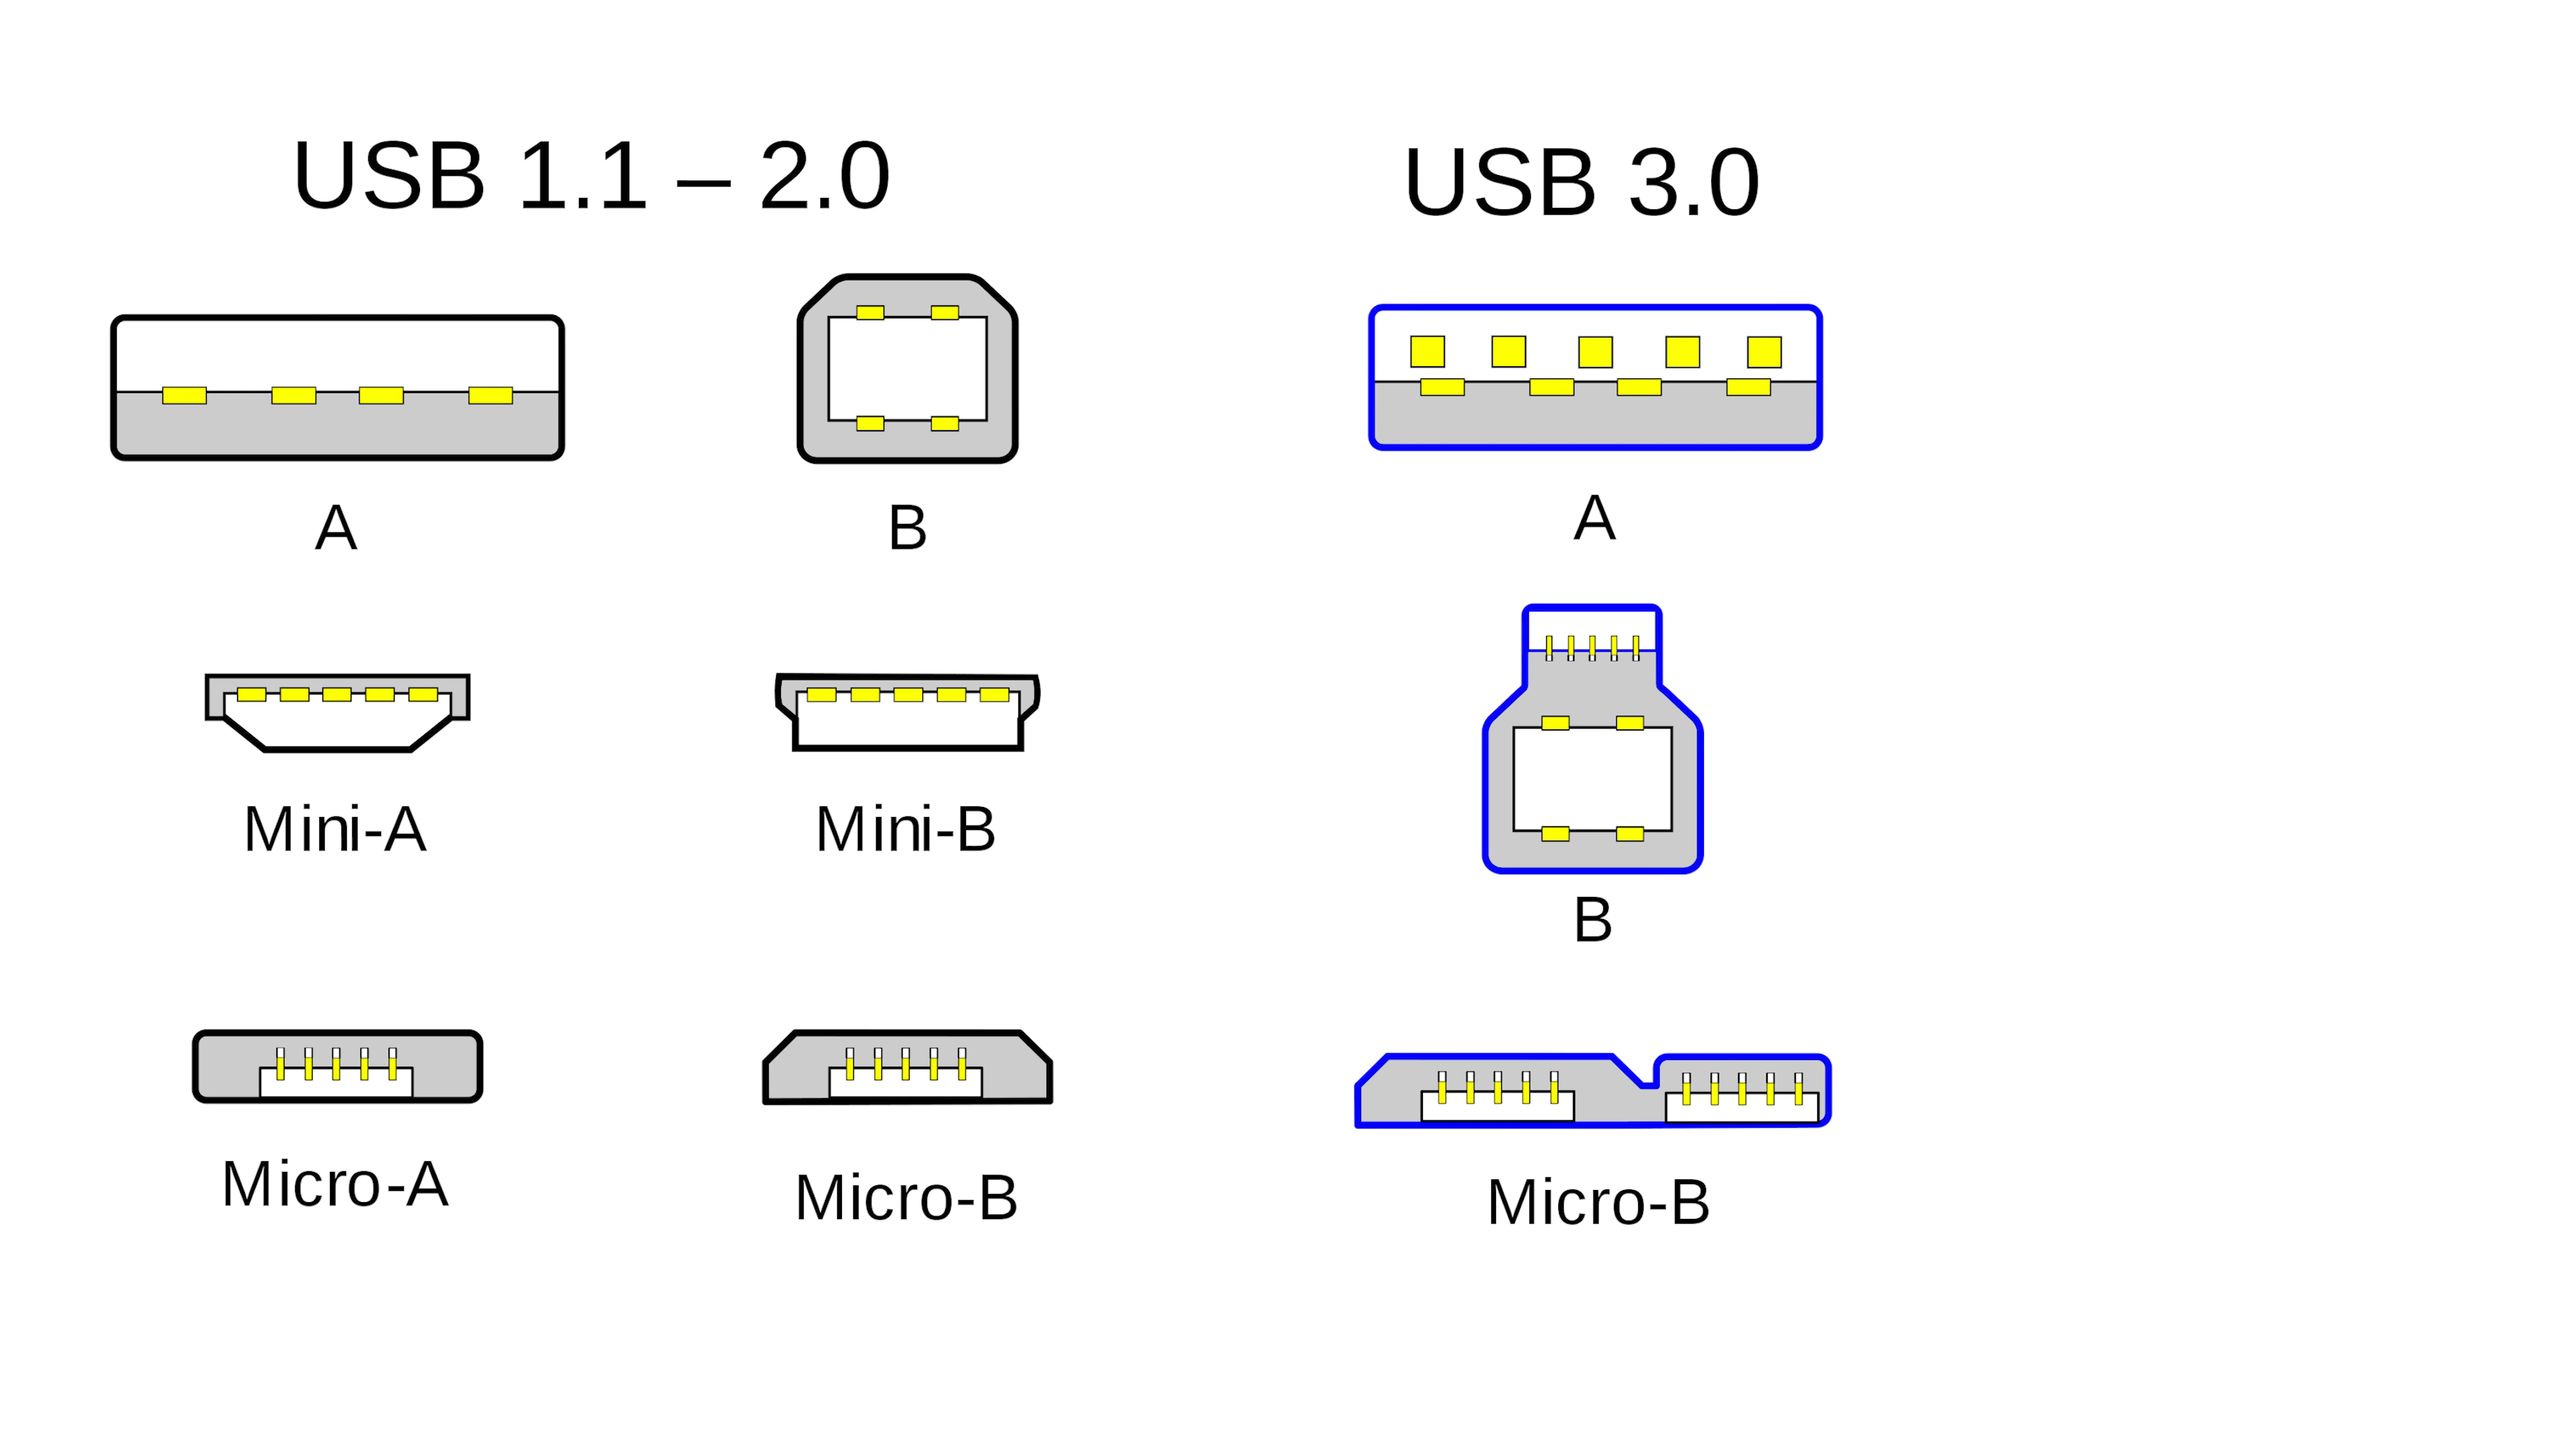 USB 1.1 – 2.0
A
B
Mini-A
Mini-B
Micro-A
Micro-B
USB 3.0
A
B
Micro-B